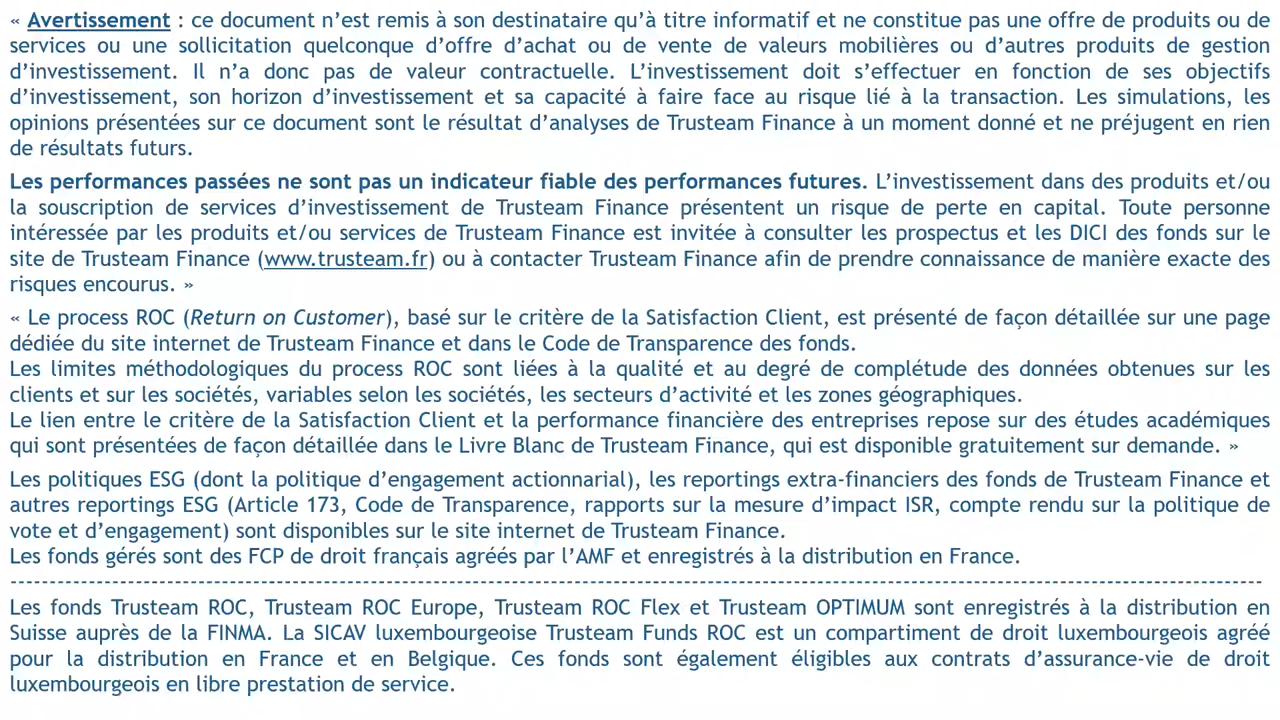 « Avertissement : ce document n’est remis à son destinataire qu’à titre informatif et ne constitue pas une offre de produits ou de
services ou une sollicitation quelconque d’offre d’achat ou de vente de valeurs mobilières ou d’autres produits de gestion
d’investissement. Il n’a donc pas de valeur contractuelle. L’investissement doit s’effectuer en fonction de ses objectifs
d’investissement, son horizon d’investissement et sa capacité à faire face au risque lié à la transaction. Les simulations, les
opinions présentées sur ce document sont le résultat d’analyses de Trusteam Finance à un moment donné et ne préjugent en rien
de résultats futurs.
Les performances passées ne sont pas un indicateur fiable des performances futures. L’investissement dans des produits et/ou
la souscription de services d’investissement de Trusteam Finance présentent un risque de perte en capital. Toute personne
intéressée par les produits et/ou services de Trusteam Finance est invitée à consulter les prospectus et les DICI des fonds sur le
site de Trusteam Finance (www.trusteam.fr) ou à contacter Trusteam Finance afin de prendre connaissance de manière exacte des
risques encourus. »
« Le process ROC (Return on Customer), basé sur le critère de la Satisfaction Client, est présenté de façon détaillée sur une page
dédiée du site internet de Trusteam Finance et dans le Code de Transparence des fonds.
Les limites méthodologiques du process ROC sont liées à la qualité et au degré de complétude des données obtenues sur les
clients et sur les sociétés, variables selon les sociétés, les secteurs d’activité et les zones géographiques.
Le lien entre le critère de la Satisfaction Client et la performance financière des entreprises repose sur des études académiques
qui sont présentées de façon détaillée dans le Livre Blanc de Trusteam Finance, qui est disponible gratuitement sur demande. »
Les politiques ESG (dont la politique d’engagement actionnarial), les reportings extra-financiers des fonds de Trusteam Finance et
autres reportings ESG (Article 173, Code de Transparence, rapports sur la mesure d’impact ISR, compte rendu sur la politique de
vote et d’engagement) sont disponibles sur le site internet de Trusteam Finance.
Les fonds gérés sont des FCP de droit français agréés par l’AMF et enregistrés à la distribution en France.
Les fonds Trusteam ROC, Trusteam ROC Europe, Trusteam ROC Flex et Trusteam OPTIMUM sont enregistrés à la distribution en
Suisse auprès de la FINMA. La SICAV luxembourgeoise Trusteam Funds ROC est un compartiment de droit luxembourgeois agréé
pour la distribution en France et en Belgique. Ces fonds sont également éligibles aux contrats d’assurance-vie de droit
luxembourgeois en libre prestation de service.